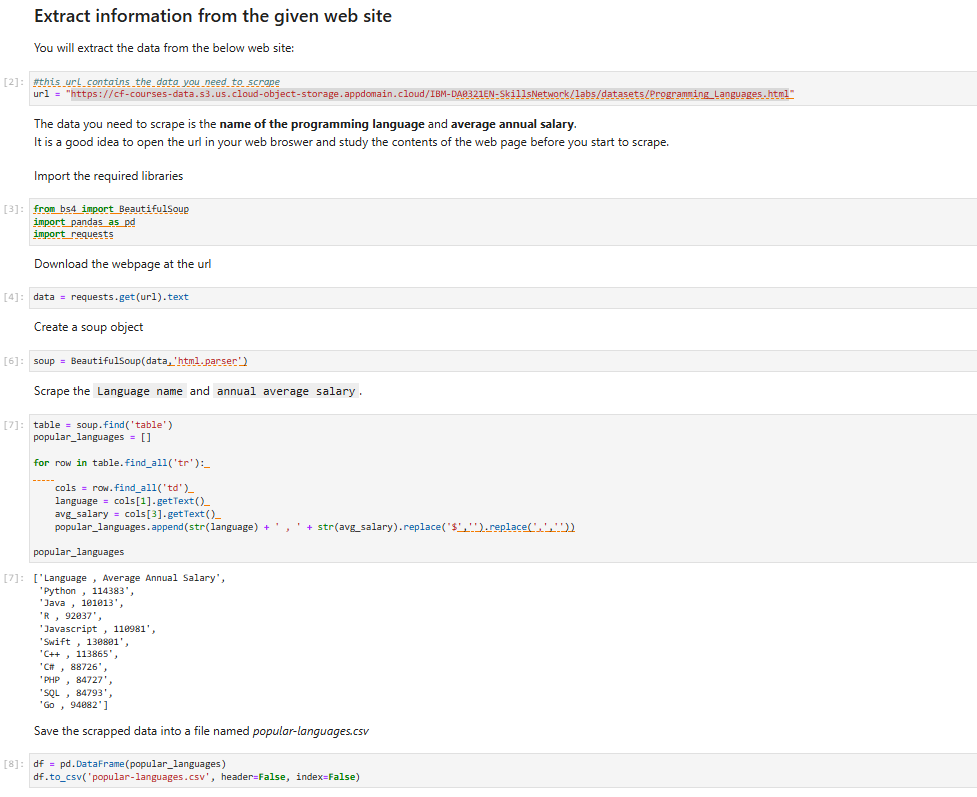 Extract information from the given web site
You will extract the data from the below web site:
[2]: #this url contains the data you need to scrape
url = "https://cf-courses-data.s3.us.cloud-object-storage.appdomain.cloud/IBM-DA0321EN-SkillsNetwork/labs/datasets/Programming_Languages.html"
The data you need to scrape is the name of the programming language and average annual salary.
It is a good idea to open the url in your web broswer and study the contents of the web page before you start to scrape.
Import the required libraries
[3]: from bs4 import BeautifulSoup
import pandas as pd
import requests
Download the webpage at the url
[4]: data = requests.get(url).text
Create a soup object
[6]: soup = BeautifulSoup(data,'html.parser')
Scrape the Language name and annual average salary.
[7]: table = soup.find('table')
popular_languages = []
for row in table.find_all('tr'):
cols = row.find_all('td')
language = cols[1].getText()
avg_salary = cols[3].getText()
popular_languages.append(str(language) + ' , ' + str(avg_salary).replace('$','').replace(',',''))
popular_languages
[7]: ['Language , Average Annual Salary',
'Python , 114383',
'Java , 101013',
'R , 92037',
'Javascript , 110981',
'Swift , 130801',
'C++ , 113865',
'C# , 88726',
'PHP , 84727',
'SQL , 84793',
'Go , 94082']
Save the scrapped data into a file named popular-languages.csv
[8]: df = pd.DataFrame(popular_languages)
df.to_csv('popular-languages.csv', header=False, index=False)